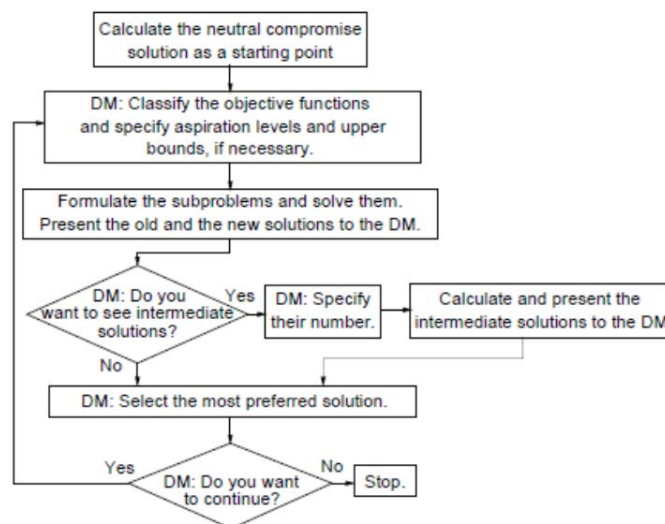 Calculate the neutral compromise
solution as a starting point
DM: Classify the objective functions
and specify aspiration levels and upper
bounds, if necessary.
Formulate the subproblems and solve them.
Present the old and the new solutions to the DM.
DM: Do you
want to see intermediate
solutions?
Yes
DM: Specify
their number.
Calculate and present the
intermediate solutions to the DM
No
DM: Select the most preferred solution.
Yes
DM: Do you want
to continue?
No
Stop.